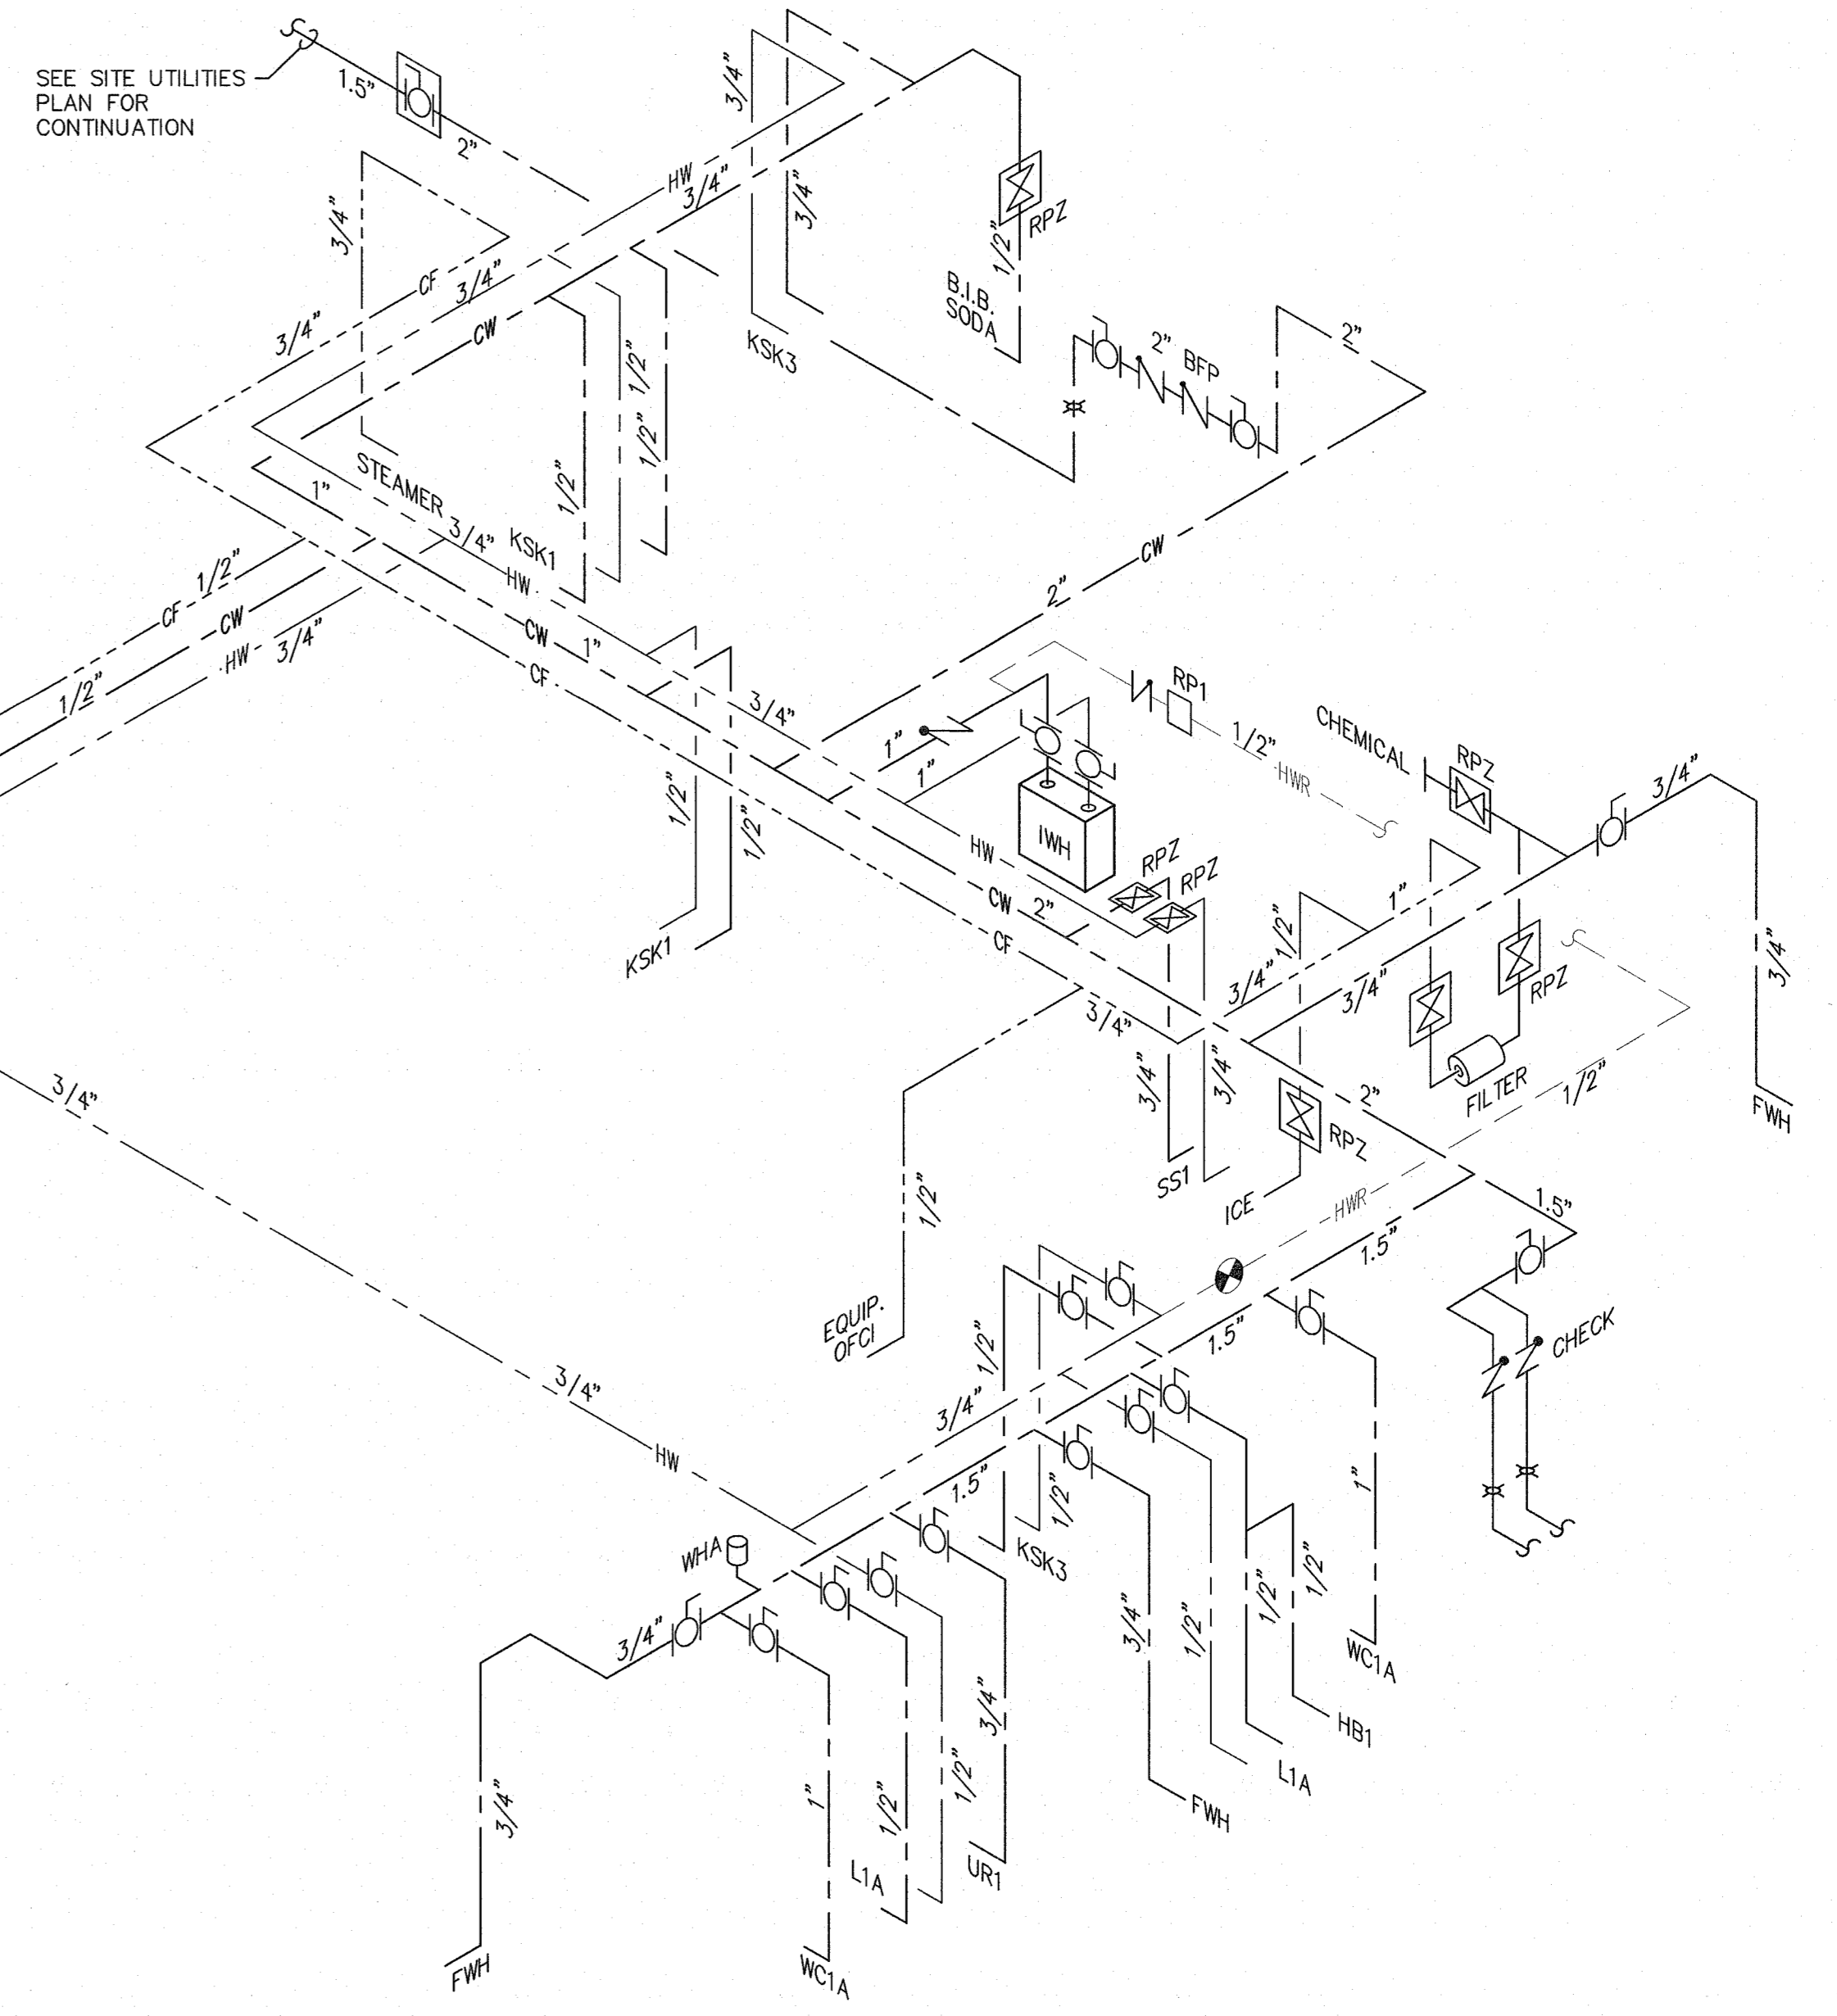 SEE SITE UTILITIES
PLAN FOR
CONTINUATION
1.5"
2"
3/4"
HW
3/4"
3/4"
3/4"
RPZ
1/2"
B.I.B.
SODA
CF
3/4"
3/4"
CW
KSK3
2" BFP
2"
1/2"
1/2"
1/2"
STEAMER
1"
3/4"
KSK1
HW
CW
1"
CF
CW
2"
1/2"
CF
CW
HW
3/4"
1/2"
3/4"
RP1
1/2"
HWR
1"
1"
IWH
CHEMICAL
RPZ
3/4"
1/2"
1/2"
KSK1
HW
RPZ
RPZ
CW
2"
CF
1/2"
1"
3/4"
3/4"
3/4"
RPZ
3/4"
FILTER
1/2"
FWH
3/4"
3/4"
SS1
RPZ
ICE
2"
HWR
1.5"
1.5"
3/4"
1/2"
EQUIP.
OFCI
1/2"
1.5"
CHECK
3/4"
HW
3/4"
1.5"
1/2"
KSK3
WHA
3/4"
3/4"
1/2"
1/2"
1/2"
1"
WC1A
HB1
L1A
FWH
3/4"
1/2"
1/2"
UR1
L1A
1"
WC1A
3/4"
FWH